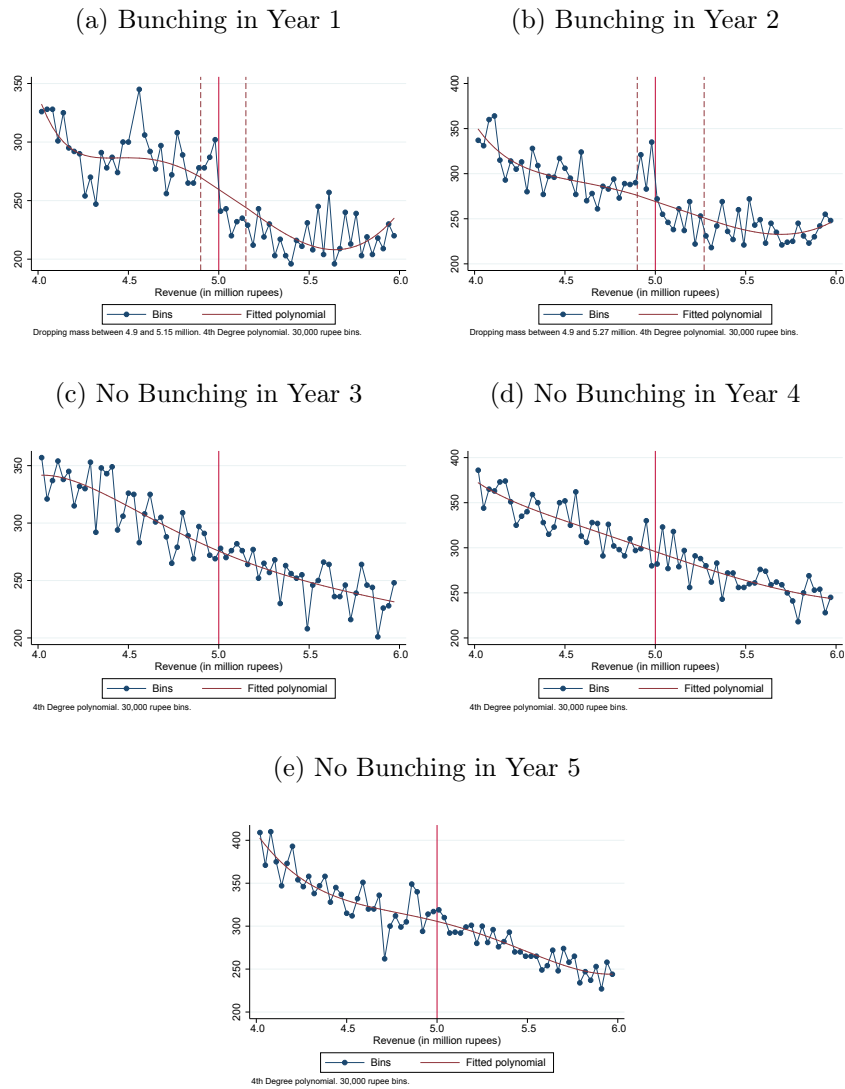 (a) Bunching in Year 1
350
300
250
200
4.0 4.5 5.0 5.5 6.0
Revenue (in million rupees)
Bins Fitted polynomial
Dropping mass between 4.9 and 5.15 million. 4th Degree polynomial. 30,000 rupee bins.
(b) Bunching in Year 2
400
350
300
250
200
4.0 4.5 5.0 5.5 6.0
Revenue (in million rupees)
Bins Fitted polynomial
Dropping mass between 4.9 and 5.27 million. 4th Degree polynomial. 30,000 rupee bins.
(c) No Bunching in Year 3
350
300
250
200
4.0 4.5 5.0 5.5 6.0
Revenue (in million rupees)
Bins Fitted polynomial
4th Degree polynomial. 30,000 rupee bins.
(d) No Bunching in Year 4
400
350
300
250
200
4.0 4.5 5.0 5.5 6.0
Revenue (in million rupees)
Bins Fitted polynomial
4th Degree polynomial. 30,000 rupee bins.
(e) No Bunching in Year 5
400
350
300
250
200
4.0 4.5 5.0 5.5 6.0
Revenue (in million rupees)
Bins Fitted polynomial
4th Degree polynomial. 30,000 rupee bins.